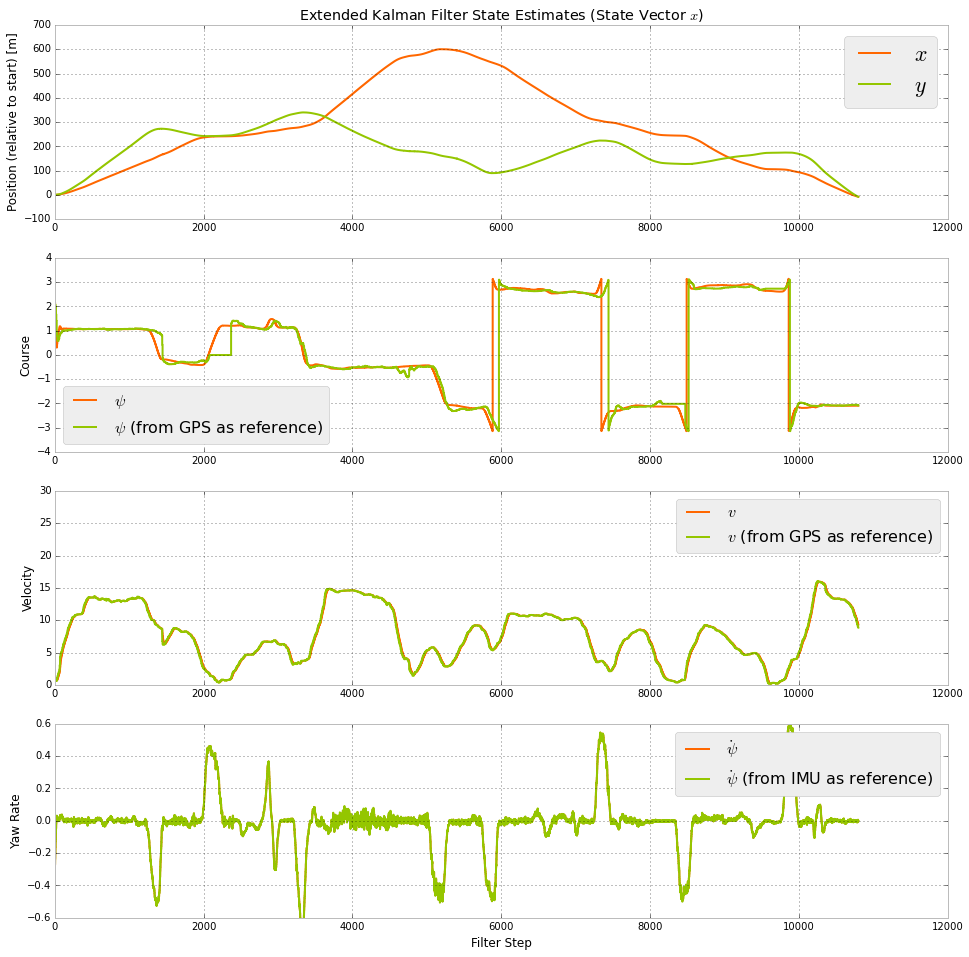 Extended Kalman Filter State Estimates (State Vector x)
Position (relative to start) [m]
700
600
500
400
300
200
100
0
−100
x
y
0 2000 4000 6000 8000 10000 12000
Course
4
3
2
1
0
−1
−2
−3
−4
ψ
ψ (from GPS as reference)
0 2000 4000 6000 8000 10000 12000
Velocity
30
25
20
15
10
5
0
v
v (from GPS as reference)
0 2000 4000 6000 8000 10000 12000
Yaw Rate
0.6
0.4
0.2
0.0
−0.2
−0.4
−0.6
ψ̇
ψ̇ (from IMU as reference)
0 2000 4000 6000 8000 10000 12000
Filter Step